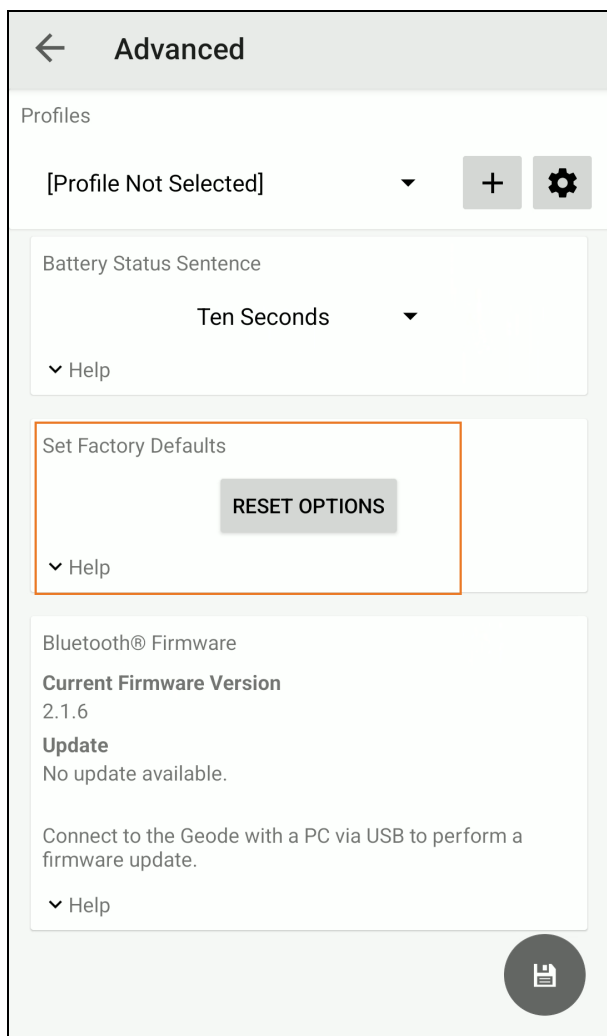 Advanced
Profiles
[Profile Not Selected]
Battery Status Sentence
Ten Seconds
Help
Set Factory Defaults
RESET OPTIONS
Help
Bluetooth® Firmware
Current Firmware Version
2.1.6
Update
No update available.
Connect to the Geode with a PC via USB to perform a
firmware update.
Help